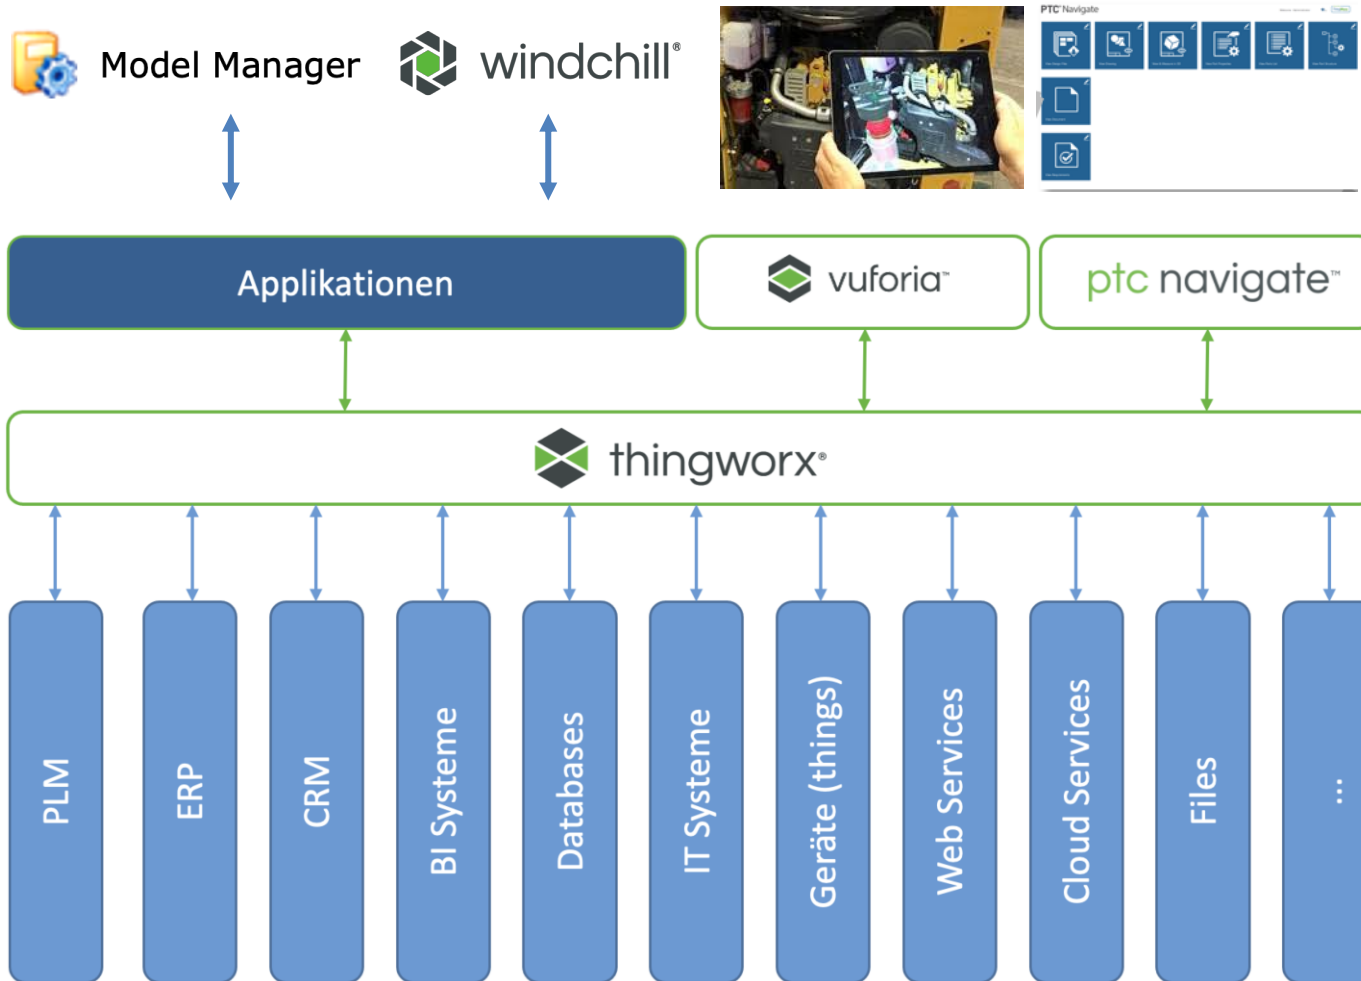 Model Manager
windchill®
PTC® Navigate
Applikationen
vuforia™
ptc navigate™
thingworx®
PLM
ERP
CRM
BI Systeme
Databases
IT Systeme
Geräte (things)
Web Services
Cloud Services
Files
...